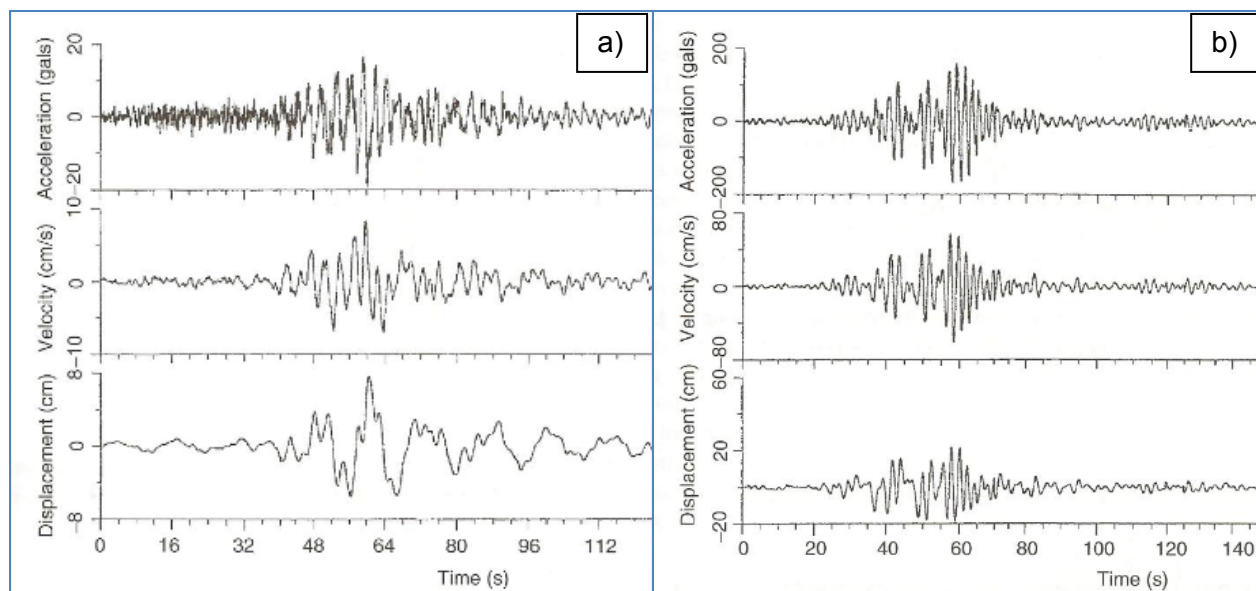 a)
Acceleration (gals)
20
0
−20
Velocity (cm/s)
10
0
−10
Displacement (cm)
8
0
−8
0 16 32 48 64 80 96 112
Time (s)
b)
Acceleration (gals)
200
0
−200
Velocity (cm/s)
80
0
−80
Displacement (cm)
60
20
−20
0 20 40 60 80 100 120 140
Time (s)